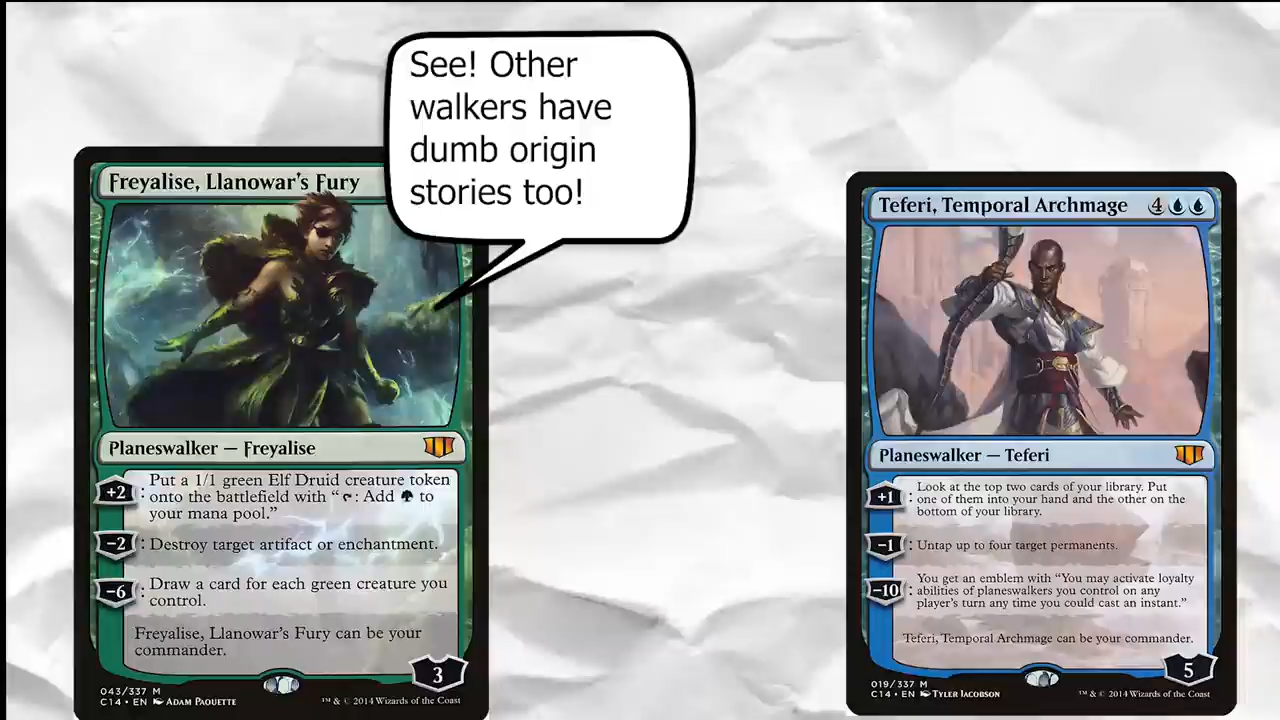 See! Other
walkers have
dumb origin
stories too!
Freyalise, Llanowar's Fury
Planeswalker — Freyalise
+2: Put a 1/1 green Elf Druid creature token
onto the battlefield with “: Add to
your mana pool.”
−2: Destroy target artifact or enchantment.
−6: Draw a card for each green creature you
control.
Freyalise, Llanowar's Fury can be your
commander.
3
043/337 M
C14 • EN Adam Paquette
™ & © 2014 Wizards of the Coast
Teferi, Temporal Archmage 4
Planeswalker — Teferi
+1: Look at the top two cards of your library. Put
one of them into your hand and the other on the
bottom of your library.
−1: Untap up to four target permanents.
−10: You get an emblem with “You may activate loyalty
abilities of planeswalkers you control on any
player's turn any time you could cast an instant.”
Teferi, Temporal Archmage can be your commander.
5
019/337 M
C14 • EN Tyler Jacobson
™ & © 2014 Wizards of the Coast